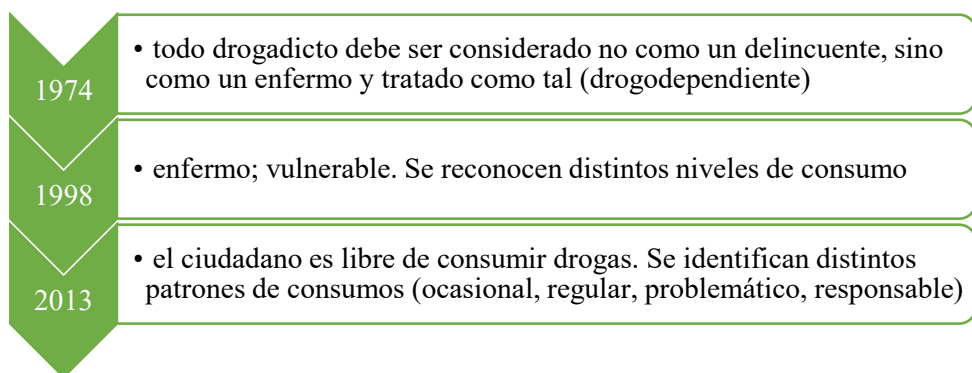 1974
• todo drogadicto debe ser considerado no como un delincuente, sino
como un enfermo y tratado como tal (drogodependiente)
1998
• enfermo; vulnerable. Se reconocen distintos niveles de consumo
2013
• el ciudadano es libre de consumir drogas. Se identifican distintos
patrones de consumos (ocasional, regular, problemático, responsable)